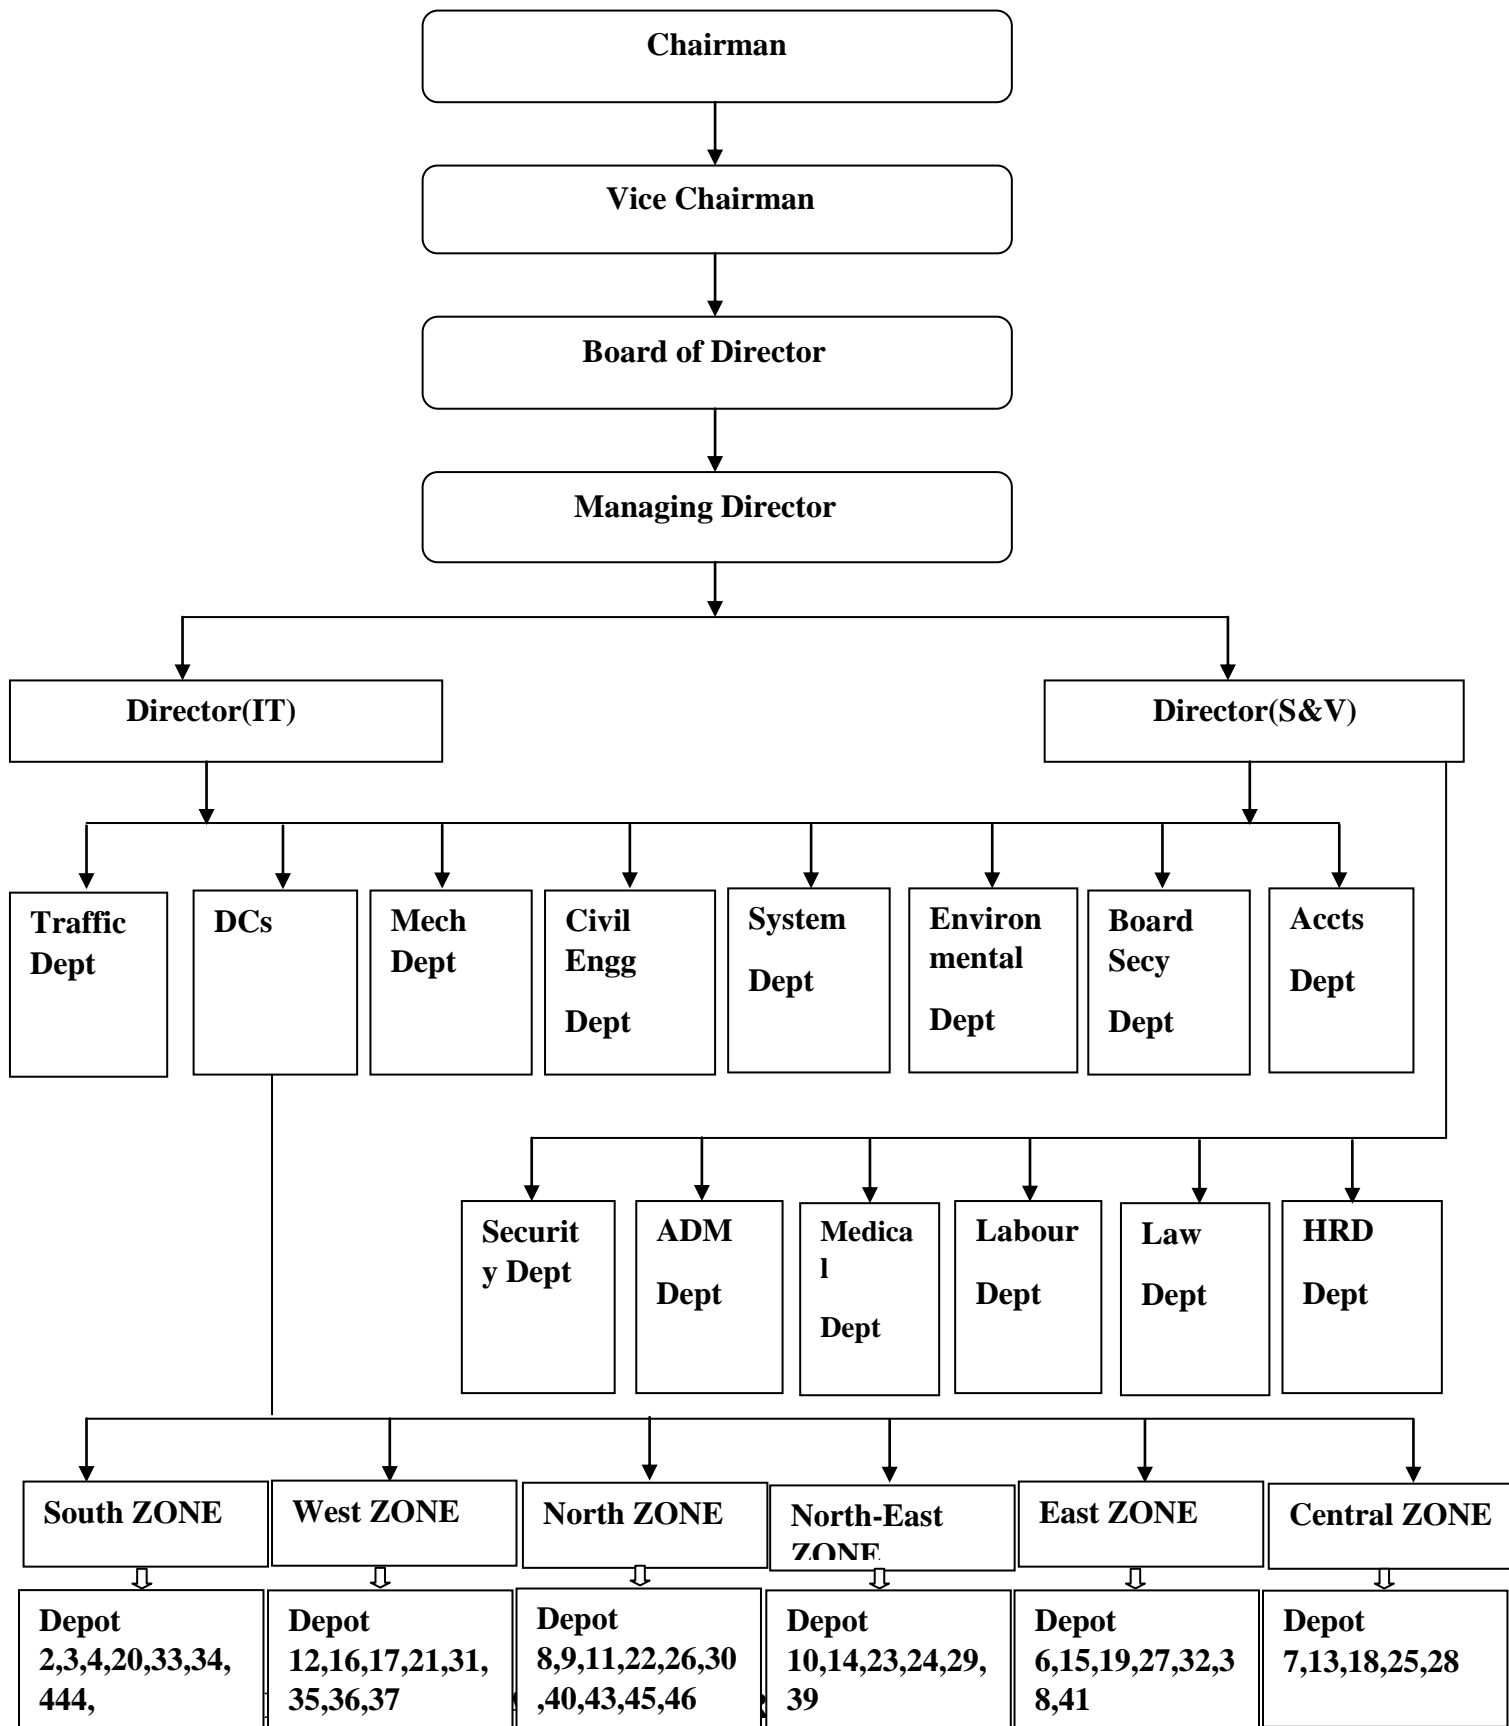 Chairman
Vice Chairman
Board of Director
Managing Director
Director(IT)
Director(S&V)
Traffic
Dept
DCs
Mech
Dept
Civil
Engg
Dept
System
Dept
Environ
mental
Dept
Board
Secy
Dept
Accts
Dept
Securit
y Dept
ADM
Dept
Medica
l
Dept
Labour
Dept
Law
Dept
HRD
Dept
South ZONE
West ZONE
North ZONE
North-East
ZONE
East ZONE
Central ZONE
Depot
2,3,4,20,33,34,
444,
Depot
12,16,17,21,31,
35,36,37
Depot
8,9,11,22,26,30
,40,43,45,46
Depot
10,14,23,24,29,
39
Depot
6,15,19,27,32,3
8,41
Depot
7,13,18,25,28